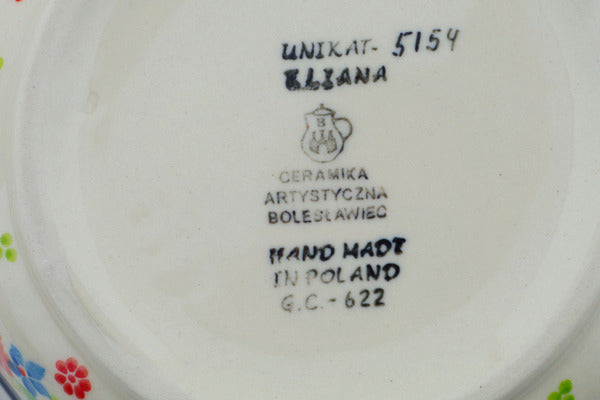 UNIKAT- 5154
ELIANA
B
CERAMIKA
ARTYSTYCZNA
BOLESŁAWIEC
HAND MADE
IN POLAND
G.C.-622